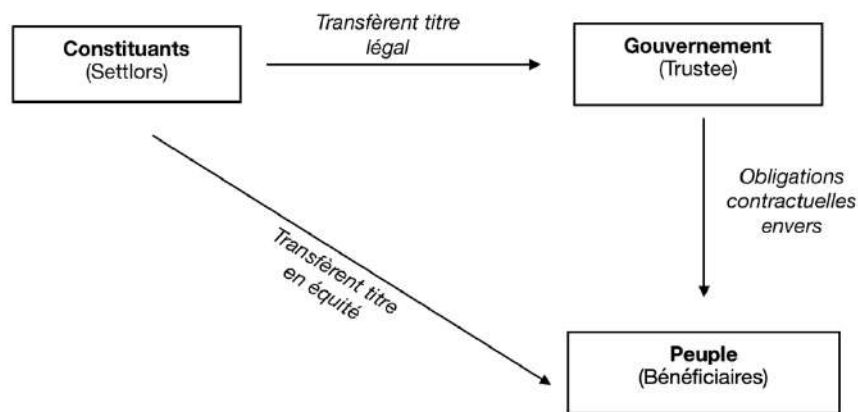 Constituants
(Settlors)
Transfèrent titre
légal
Gouvernement
(Trustee)
Obligations
contractuelles
envers
Transfèrent titre
en équité
Peuple
(Bénéficiaires)